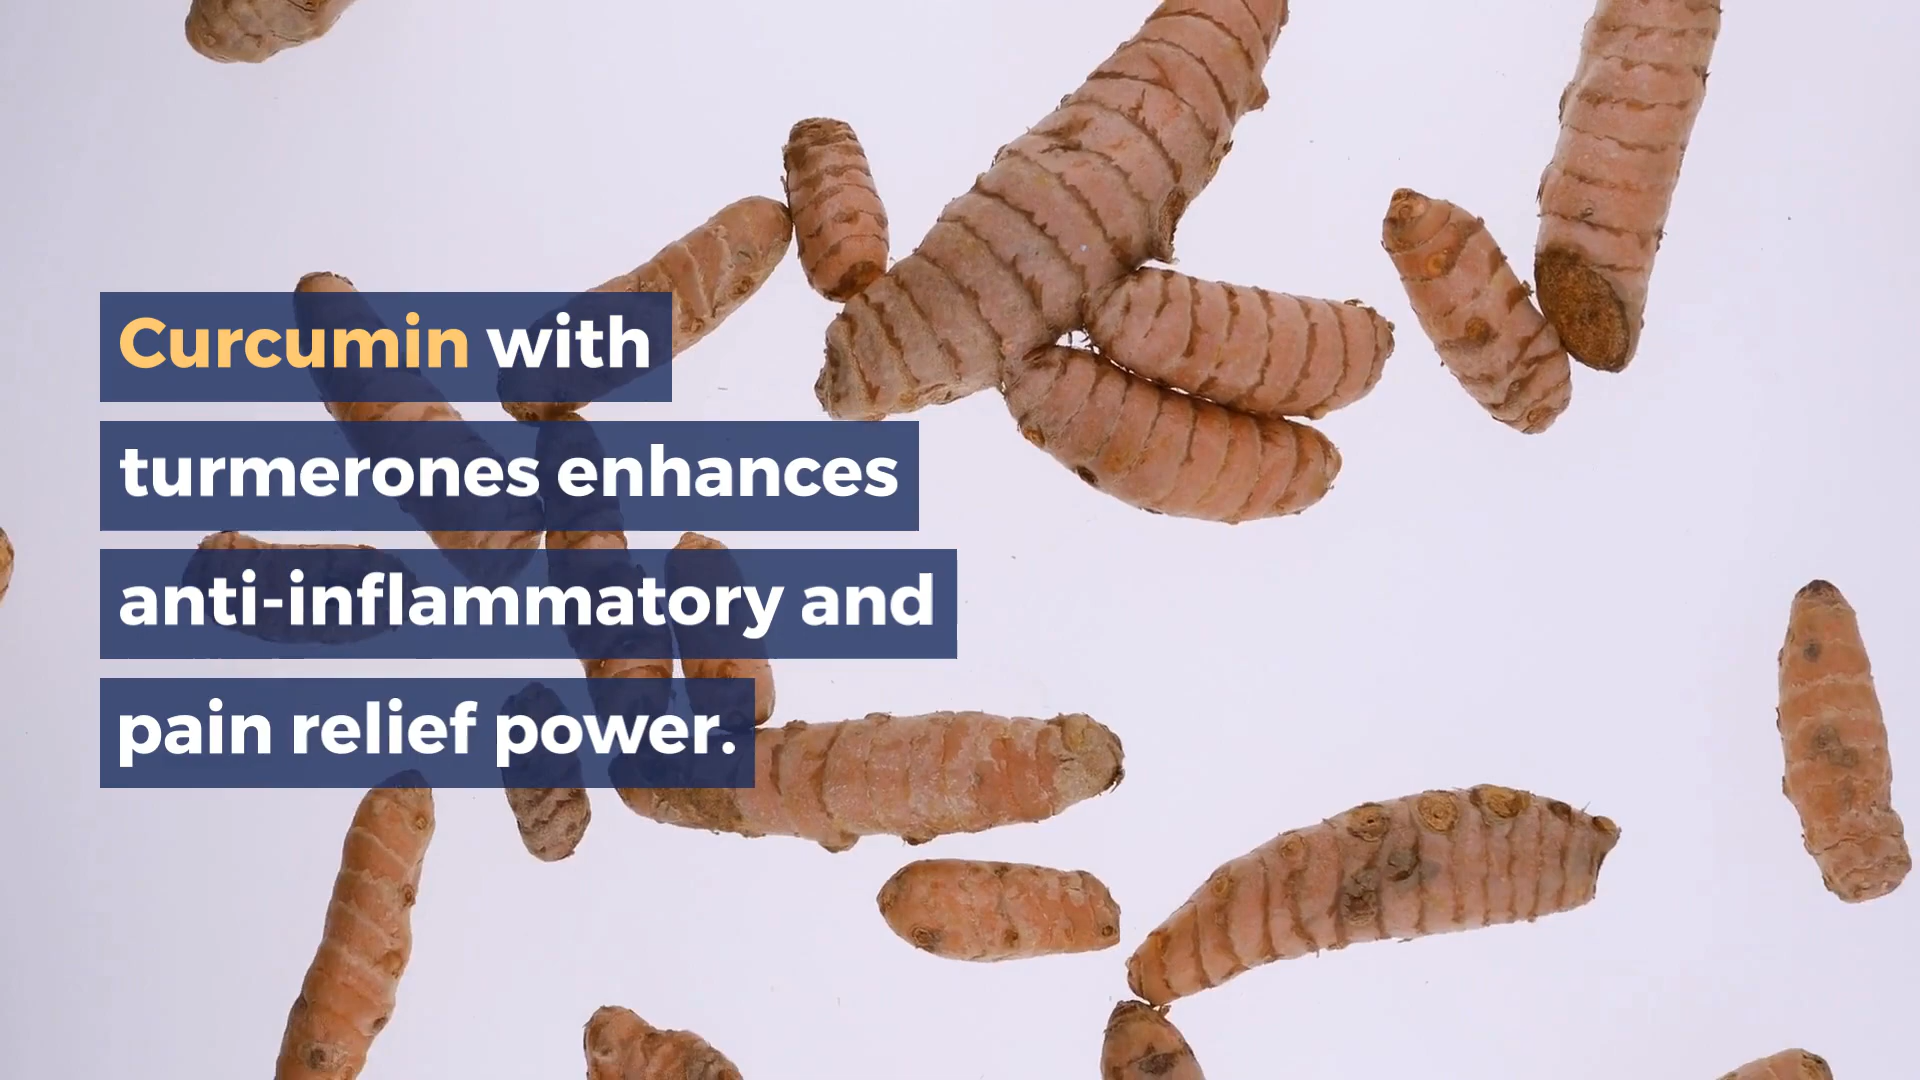 Curcumin with
turmerones enhances
anti-inflammatory and
pain relief power.